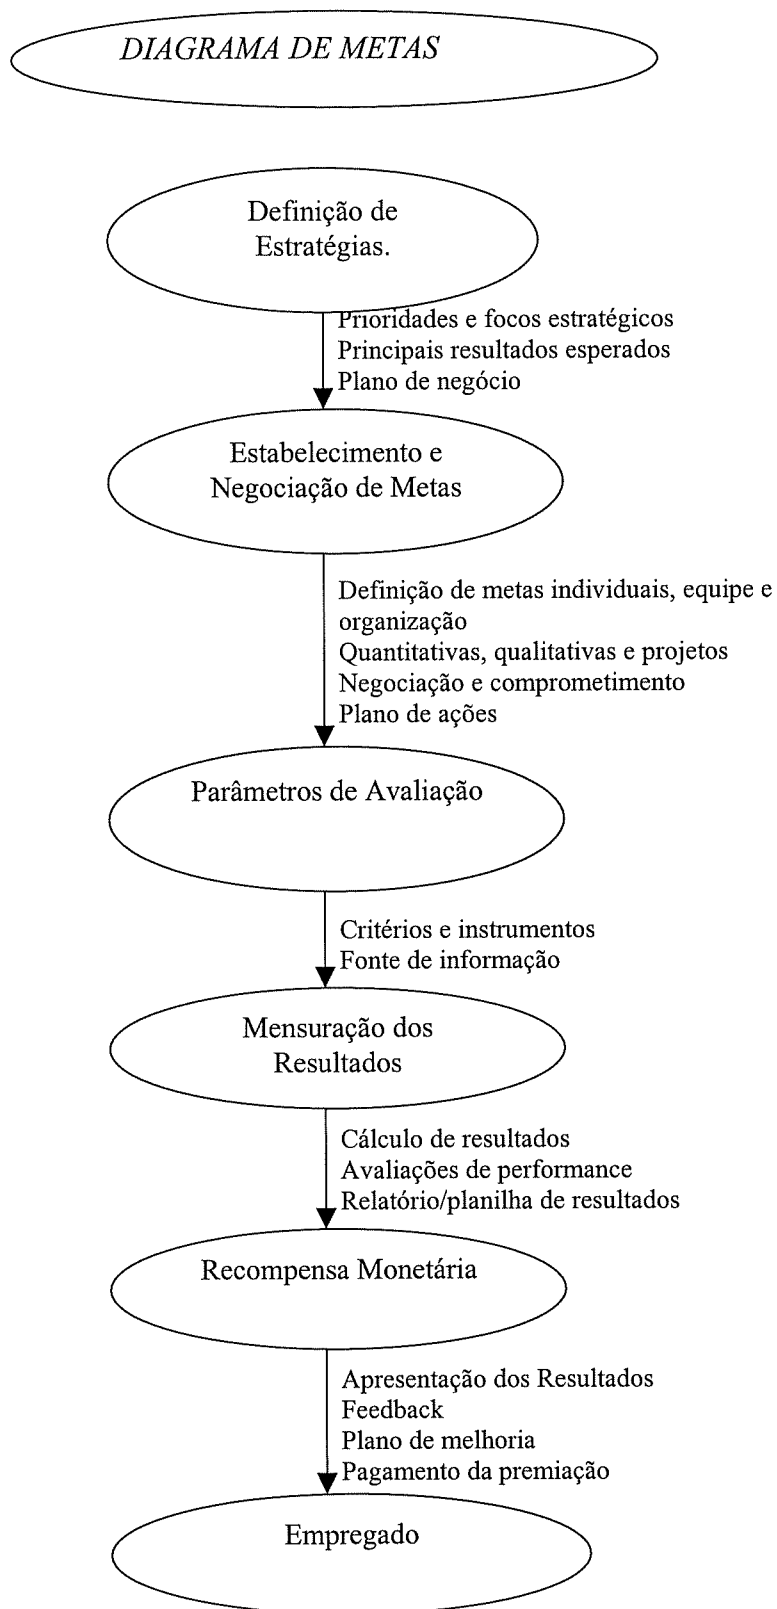 DIAGRAMA DE METAS
Definição de
Estratégias.
Prioridades e focos estratégicos
Principais resultados esperados
Plano de negócio
Estabelecimento e
Negociação de Metas
Definição de metas individuais, equipe e
organização
Quantitativas, qualitativas e projetos
Negociação e comprometimento
Plano de ações
Parâmetros de Avaliação
Critérios e instrumentos
Fonte de informação
Mensuração dos
Resultados
Cálculo de resultados
Avaliações de performance
Relatório/planilha de resultados
Recompensa Monetária
Apresentação dos Resultados
Feedback
Plano de melhoria
Pagamento da premiação
Empregado